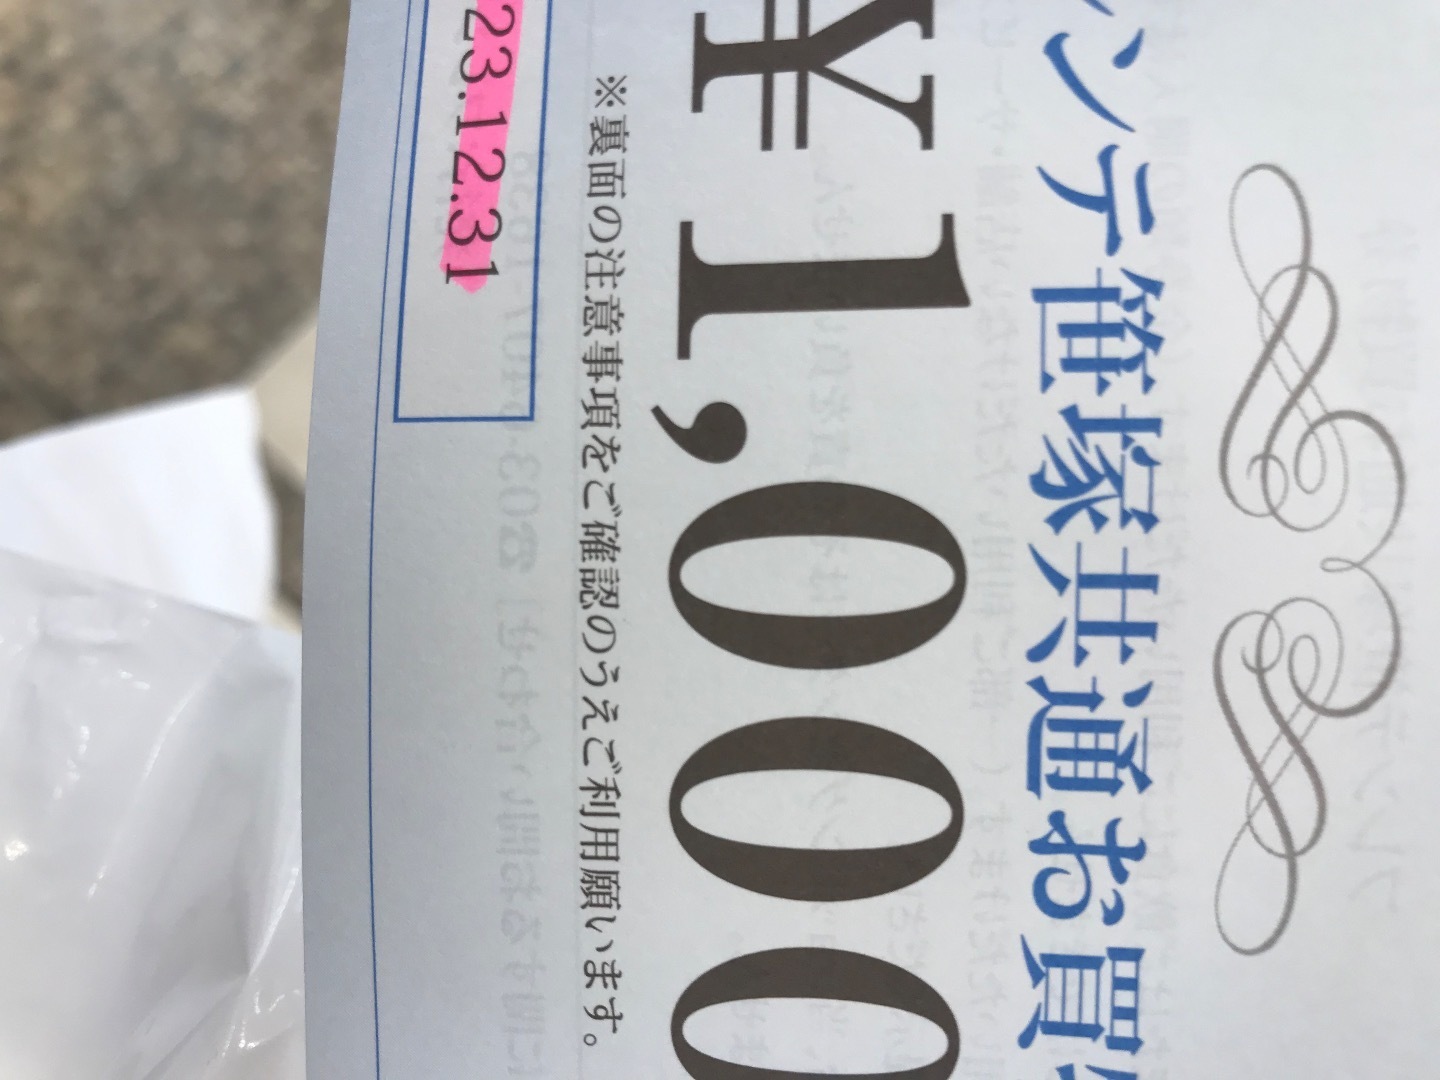 ンテ笹塚共通お買
¥1,000
※裏面の注意事項をご確認のうえご利用願います。
23.12.31